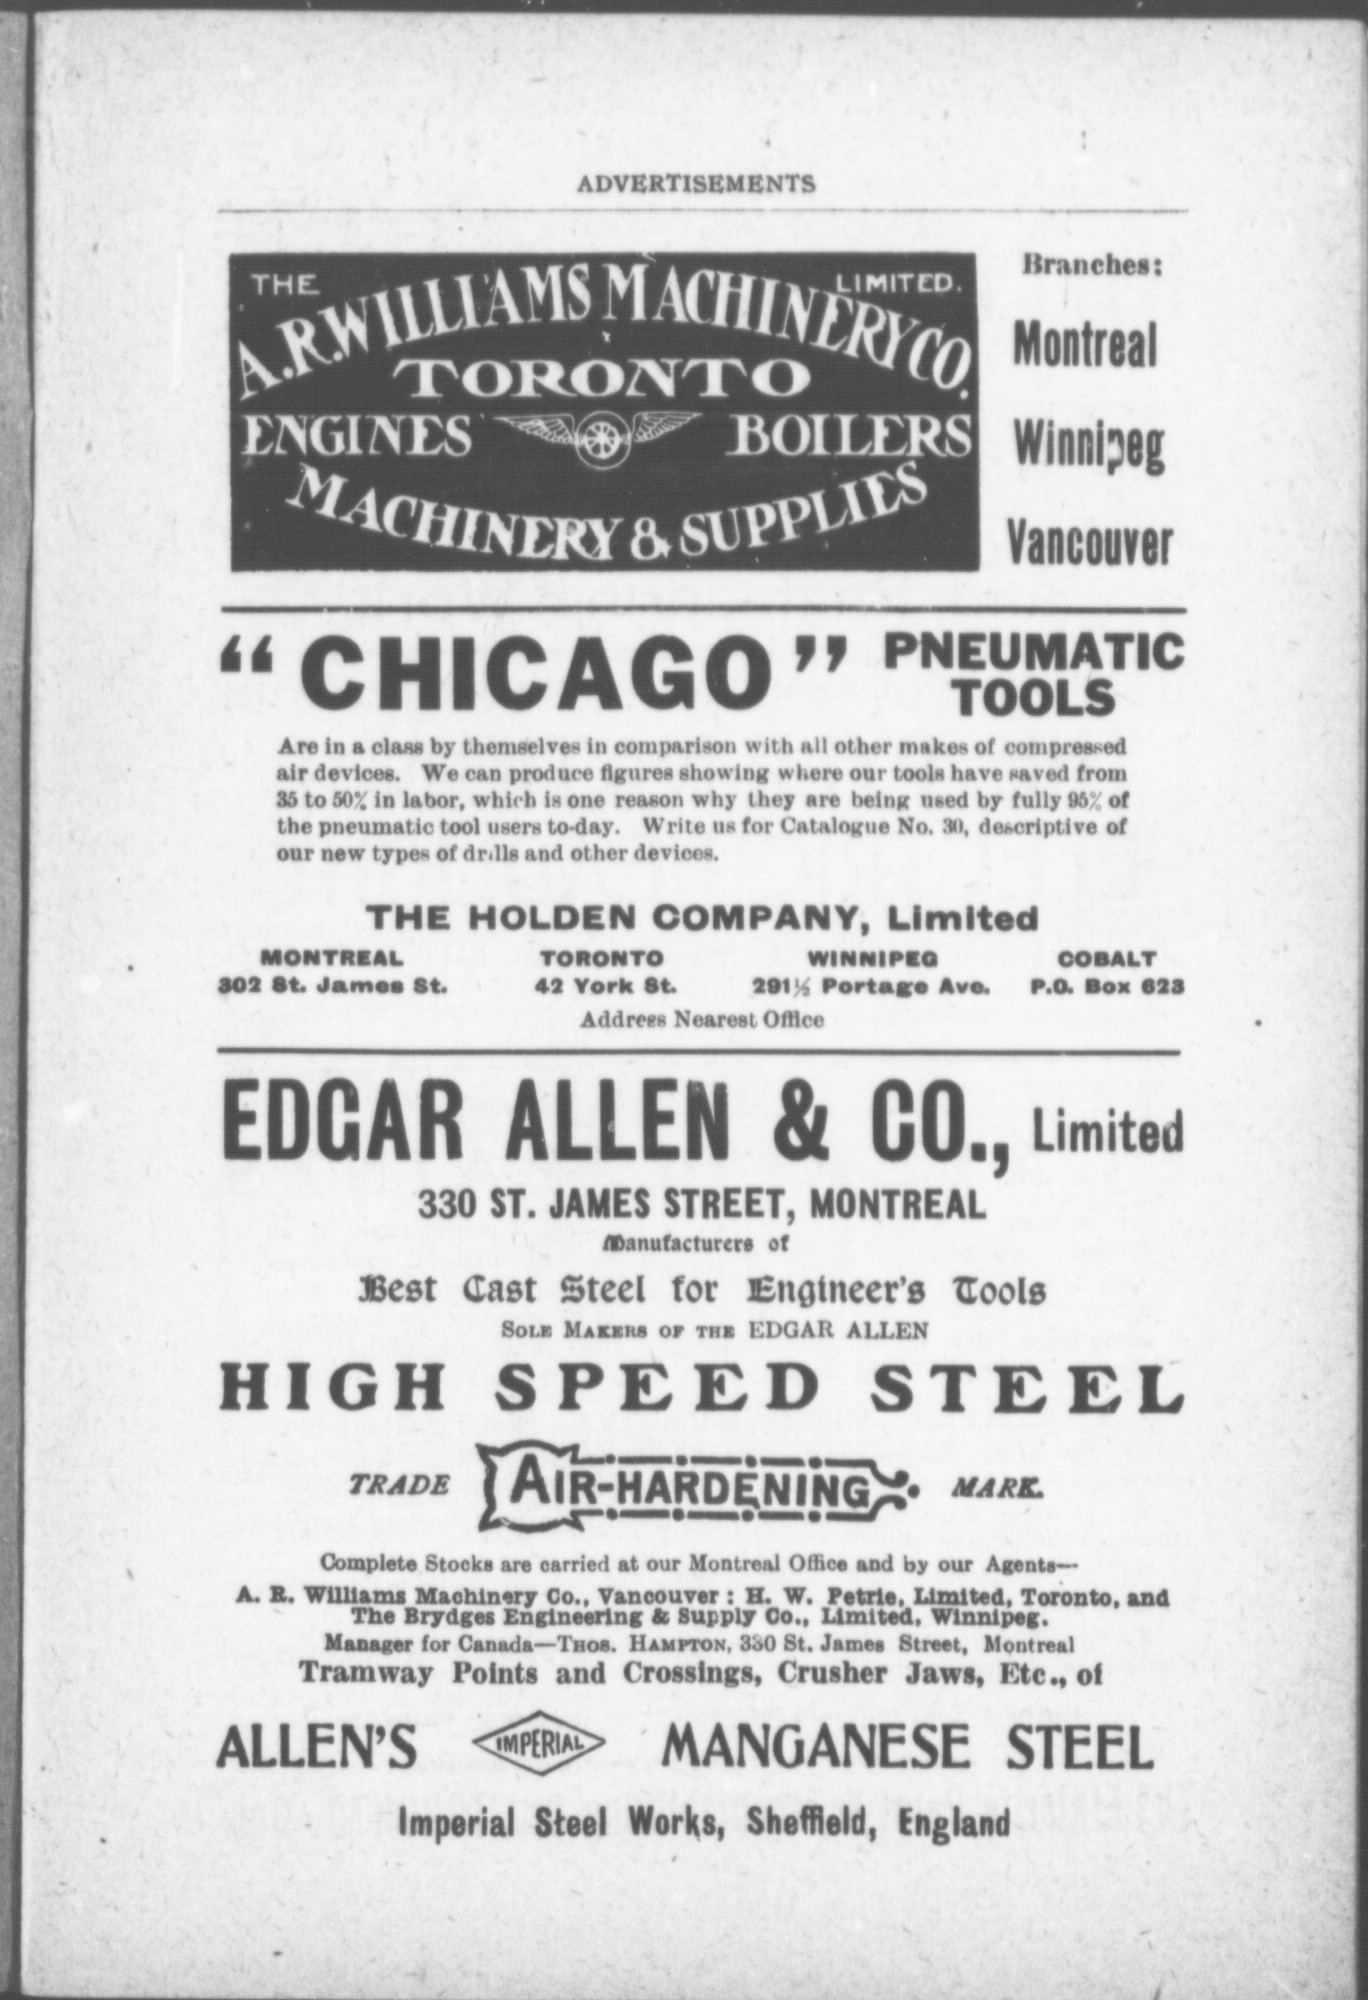 ADVERTISEMENTS
THE
LIMITED.
A. R. WILLIAMS MACHINERY CO.
TORONTO
ENGINES
BOILERS
MACHINERY & SUPPLIES
Branches:
Montreal
Winnipeg
Vancouver
“CHICAGO” PNEUMATIC
TOOLS
Are in a class by themselves in comparison with all other makes of compressed
air devices. We can produce figures showing where our tools have saved from
35 to 50% in labor, which is one reason why they are being used by fully 95% of
the pneumatic tool users to-day. Write us for Catalogue No. 30, descriptive of
our new types of drills and other devices.
THE HOLDEN COMPANY, Limited
MONTREAL TORONTO WINNIPEG COBALT
302 St. James St. 42 York St. 291½ Portage Ave. P.O. Box 623
Address Nearest Office
EDGAR ALLEN & CO., Limited
330 ST. JAMES STREET, MONTREAL
Manufacturers of
Best Cast Steel for Engineer's Tools
SOLE MAKERS OF THE EDGAR ALLEN
HIGH SPEED STEEL
TRADE AIR-HARDENING MARK.
Complete Stocks are carried at our Montreal Office and by our Agents—
A. R. Williams Machinery Co., Vancouver: H. W. Petrie, Limited, Toronto, and
The Brydges Engineering & Supply Co., Limited, Winnipeg.
Manager for Canada—THOS. HAMPTON, 330 St. James Street, Montreal
Tramway Points and Crossings, Crusher Jaws, Etc., of
ALLEN'S IMPERIAL MANGANESE STEEL
Imperial Steel Works, Sheffield, England